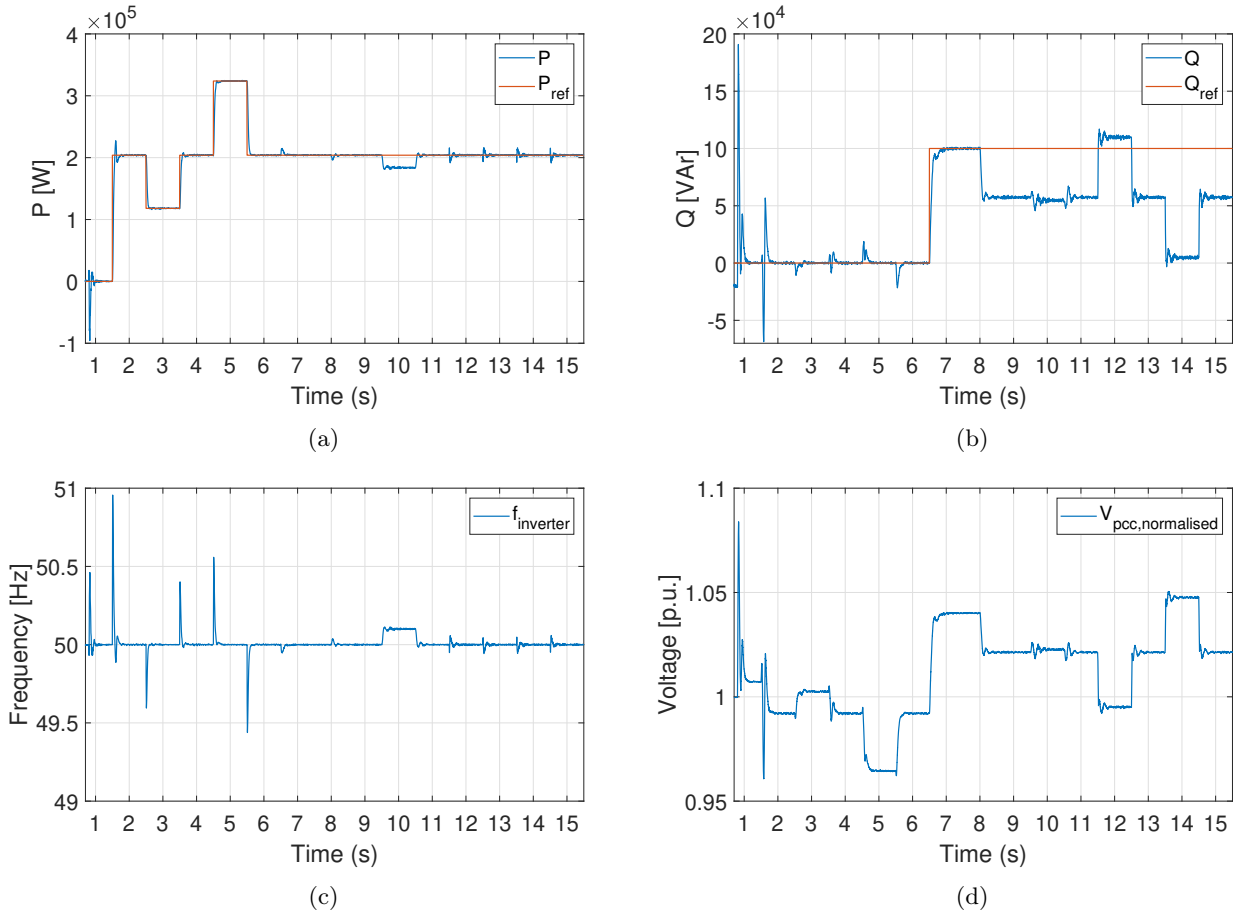 ×10⁵
4
3
2
1
0
-1
P [W]
P
P_ref
1 2 3 4 5 6 7 8 9 10 11 12 13 14 15
Time (s)
(a)
×10⁴
20
15
10
5
0
-5
Q [VAr]
Q
Q_ref
1 2 3 4 5 6 7 8 9 10 11 12 13 14 15
Time (s)
(b)
51
50.5
50
49.5
49
Frequency [Hz]
f_inverter
1 2 3 4 5 6 7 8 9 10 11 12 13 14 15
Time (s)
(c)
1.1
1.05
1
0.95
Voltage [p.u.]
V_pcc,normalised
1 2 3 4 5 6 7 8 9 10 11 12 13 14 15
Time (s)
(d)